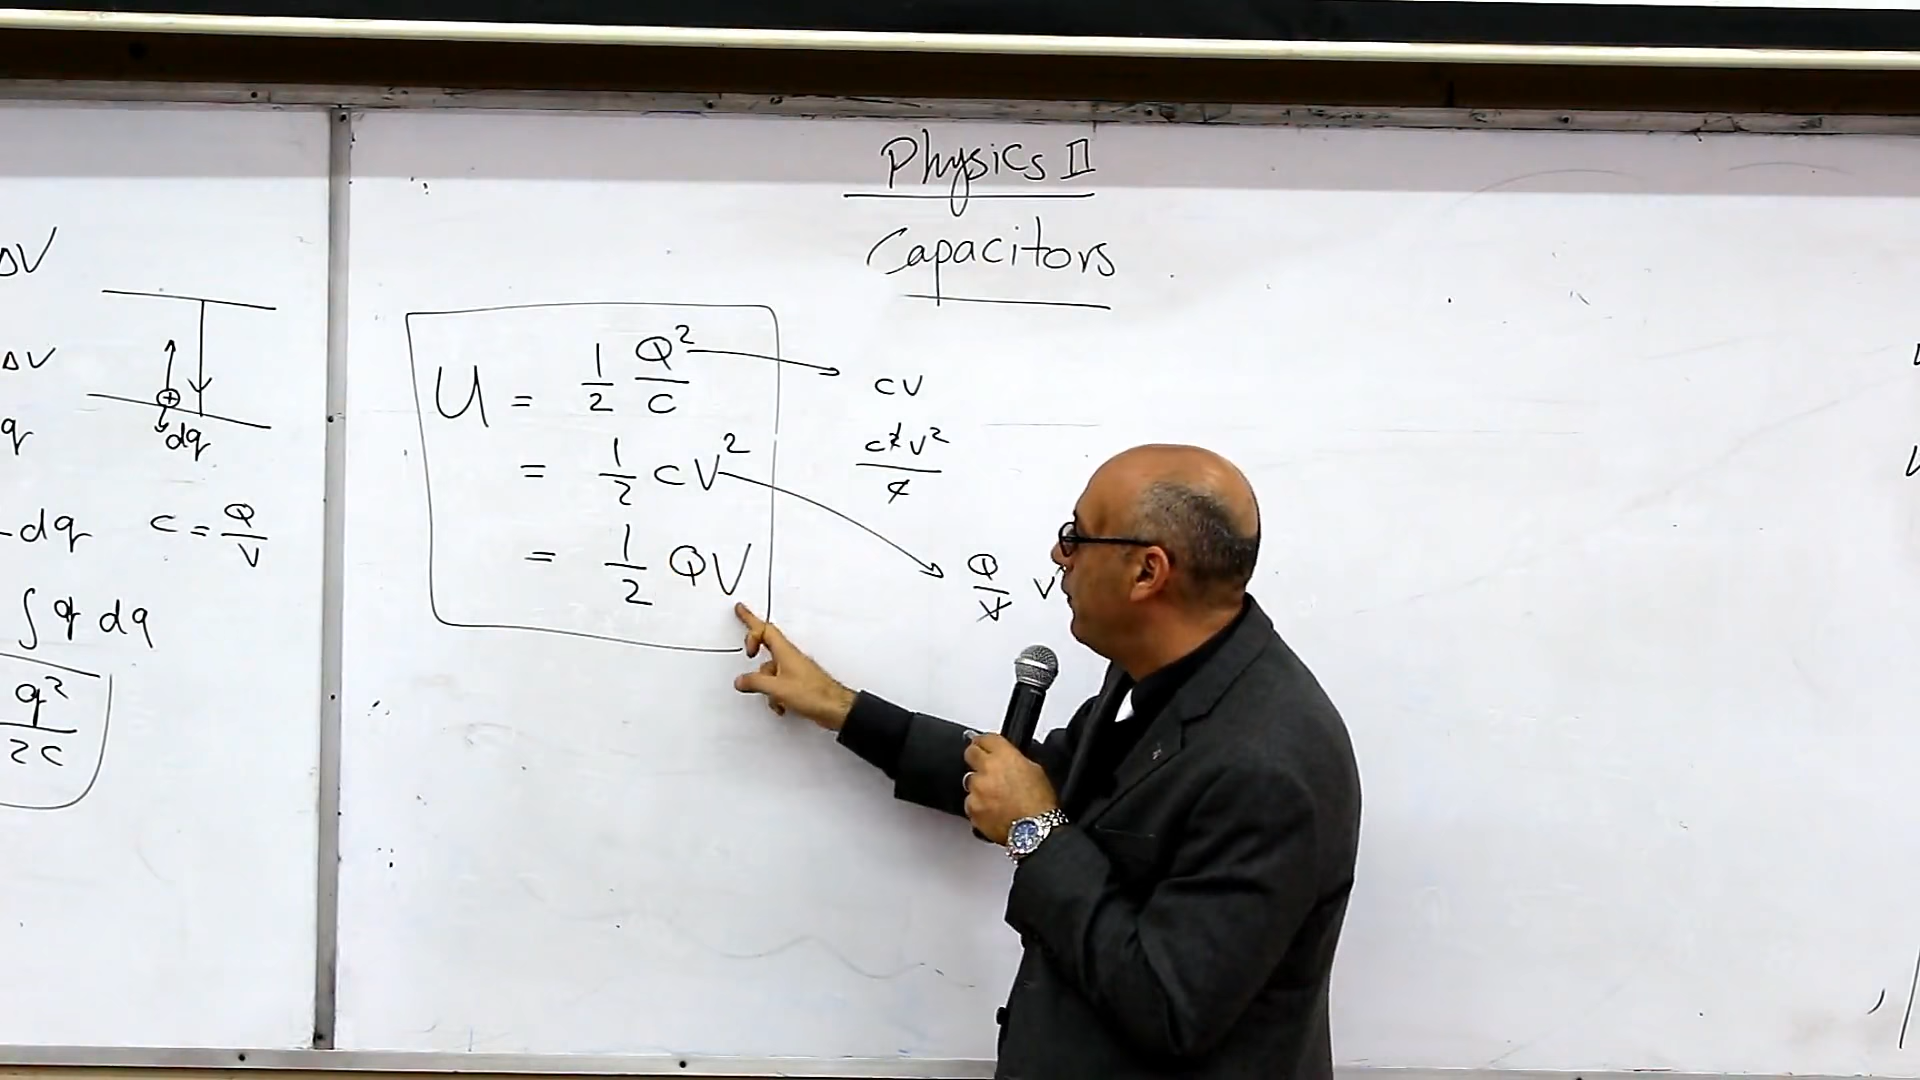 Physics II
Capacitors
ΔV
ΔV
q
dq
dq
C = Q/V
∫ q dq
q²/2C
U = 1/2 Q²/C
= 1/2 CV²
= 1/2 QV
CV
C²V²/C
Q/V V